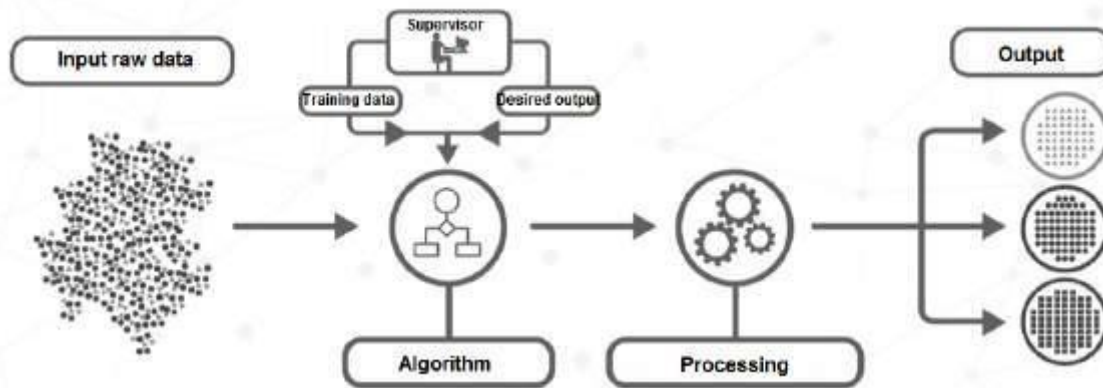 Supervisor
Input raw data
Output
Training data
Desired output
Algorithm
Processing